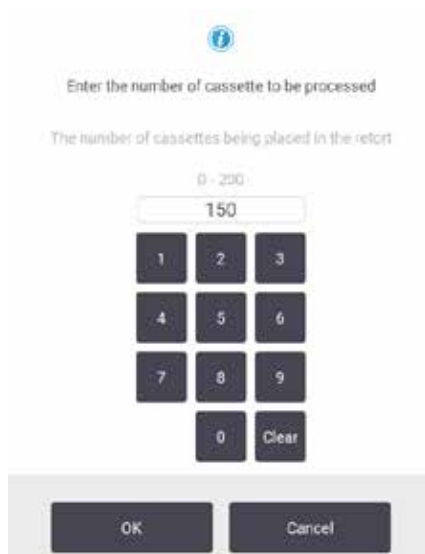 Enter the number of cassette to be processed
The number of cassettes being placed in the retort
0 - 200
150
1 2 3
4 5 6
7 8 9
0 Clear
OK Cancel